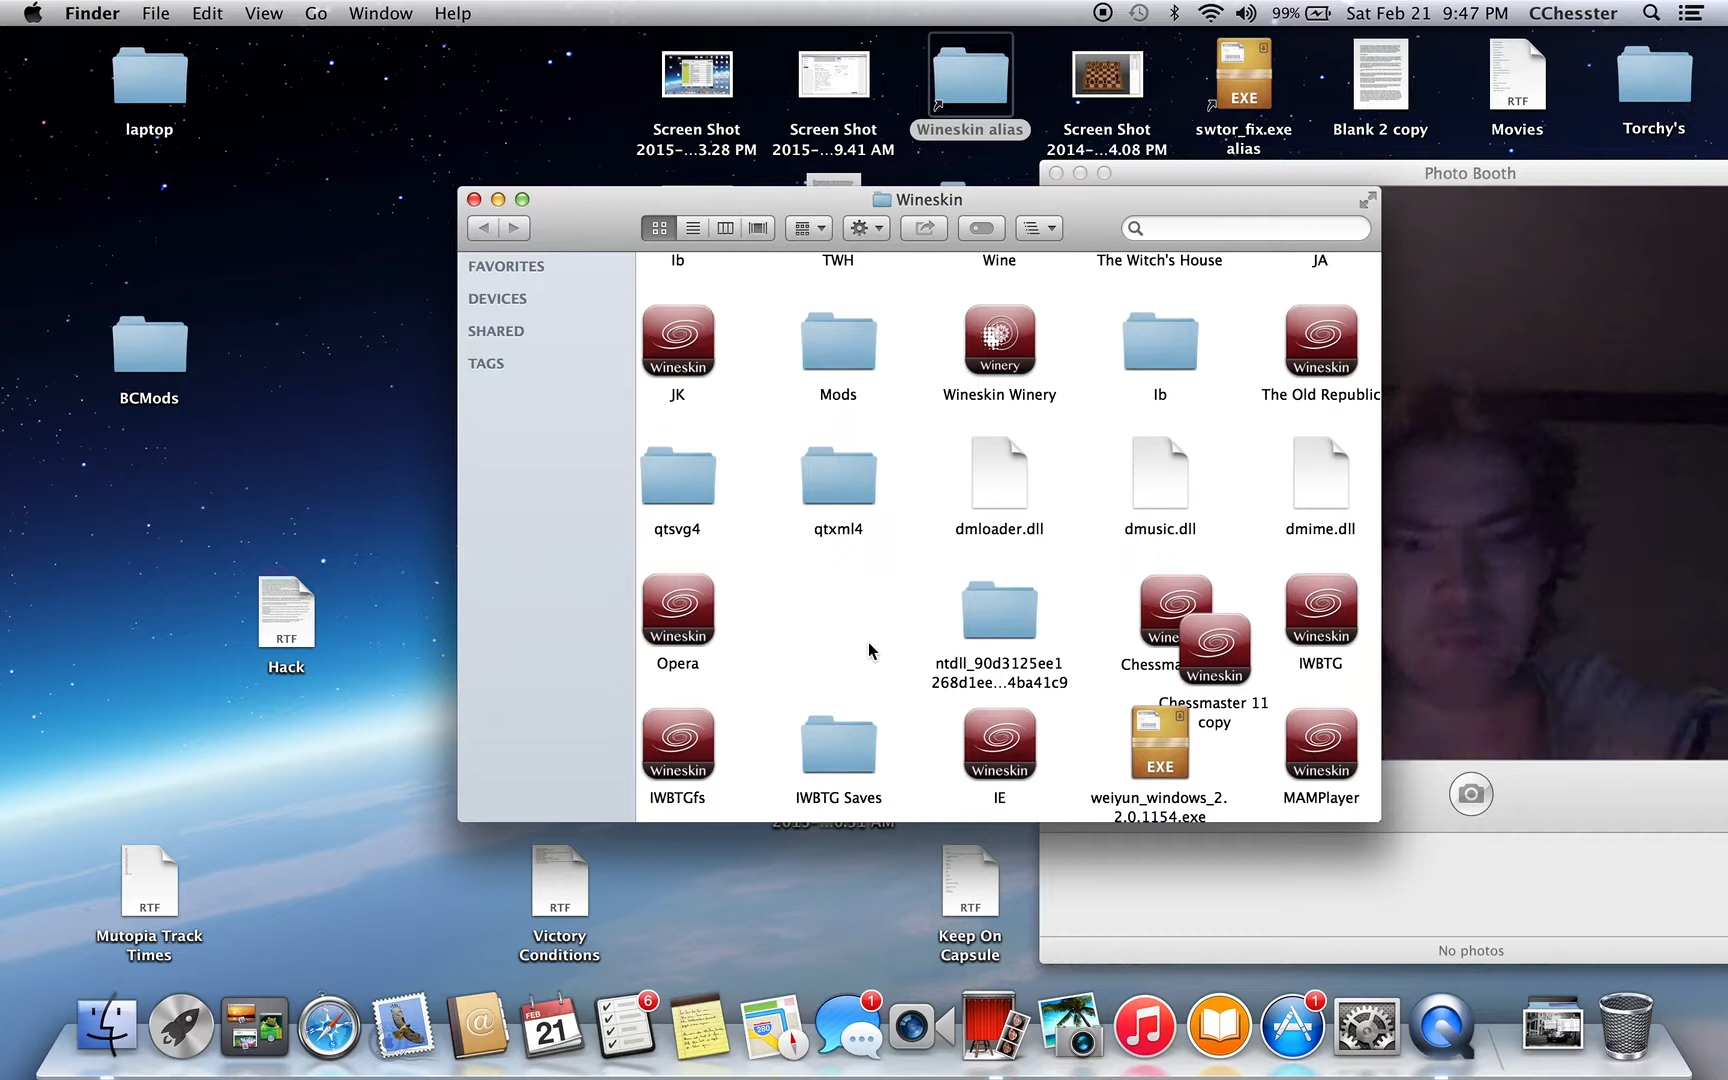 Finder File Edit View Go Window Help 99% Sat Feb 21 9:47 PM CChesster
laptop
Screen Shot
2015-...3.28 PM
Screen Shot
2015-...9.41 AM
Wineskin alias
Screen Shot
2014-...4.08 PM
EXE
swtor_fix.exe
alias
Blank 2 copy
RTF
Movies
Torchy's
Photo Booth
Wineskin
FAVORITES
DEVICES
SHARED
TAGS
Ib TWH Wine The Witch's House JA
Wineskin Winery Wineskin
JK Mods Wineskin Winery Ib The Old Republic
BCMods
qtsvg4 qtxml4 dmloader.dll dmusic.dll dmime.dll
Wineskin Wine Wineskin Wineskin
Opera
ntdll_90d3125ee1
268d1ee...4ba41c9
Chessma
IWBTG
Chessmaster 11
copy
RTF
Hack
Wineskin Wineskin EXE Wineskin
IWBTGfs IWBTG Saves IE
weiyun_windows_2.
2.0.1154.exe
MAMPlayer
RTF
Mutopia Track
Times
RTF
Victory
Conditions
RTF
Keep On
Capsule
No photos
FEB
21
6
280
1
1